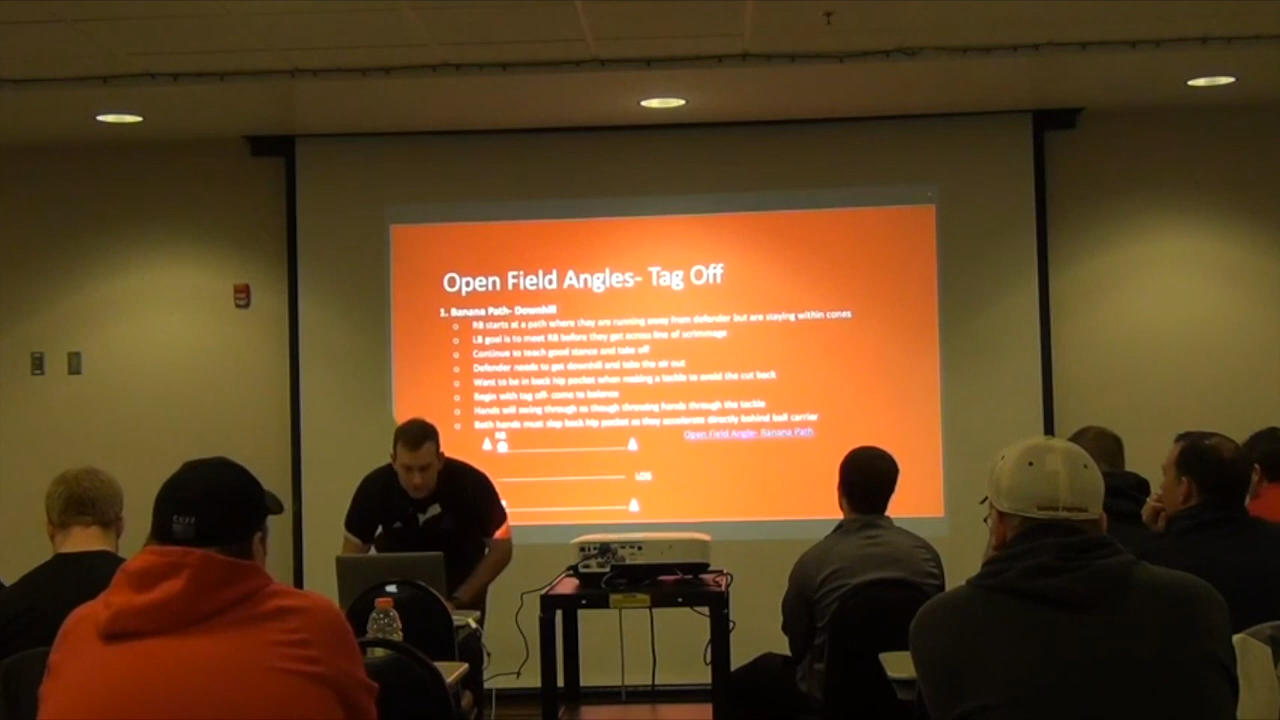 Open Field Angles- Tag Off
1. Banana Path- Downhill
o RB starts at a path where they are running away from defender but are staying within cones
o LB goal is to meet RB before they get across line of scrimmage
o Continue to teach good stance and take off
o Defender needs to get downhill and take the air out
o Want to be in back hip pocket when making a tackle to avoid the cut back
o Begin with tag off- come to balance
o Hands will swing through as though throwing hands through the tackle
o Both hands must slap back hip pocket as they accelerate directly behind ball carrier
RB
Open Field Angle- Banana Path
LOS